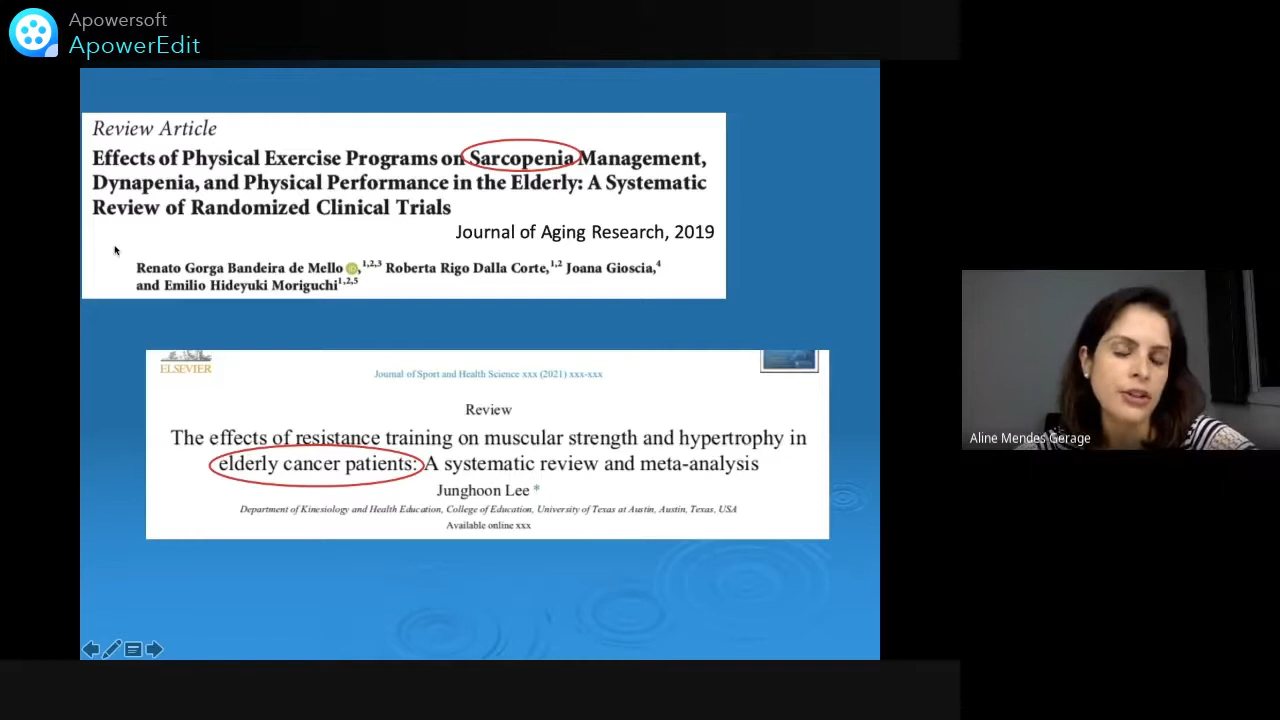 Apowersoft
ApowerEdit
Review Article
Effects of Physical Exercise Programs on Sarcopenia Management,
Dynapenia, and Physical Performance in the Elderly: A Systematic
Review of Randomized Clinical Trials
Journal of Aging Research, 2019
Renato Gorga Bandeira de Mello ,1,2,3 Roberta Rigo Dalla Corte,1,2 Joana Gioscia,4
and Emilio Hideyuki Moriguchi1,2,5
ELSEVIER
Journal of Sport and Health Science xxx (2021) xxx-xxx
Review
The effects of resistance training on muscular strength and hypertrophy in
elderly cancer patients: A systematic review and meta-analysis
Junghoon Lee *
Department of Kinesiology and Health Education, College of Education, University of Texas at Austin, Austin, Texas, USA
Available online xxx
Aline Mendes Gerage